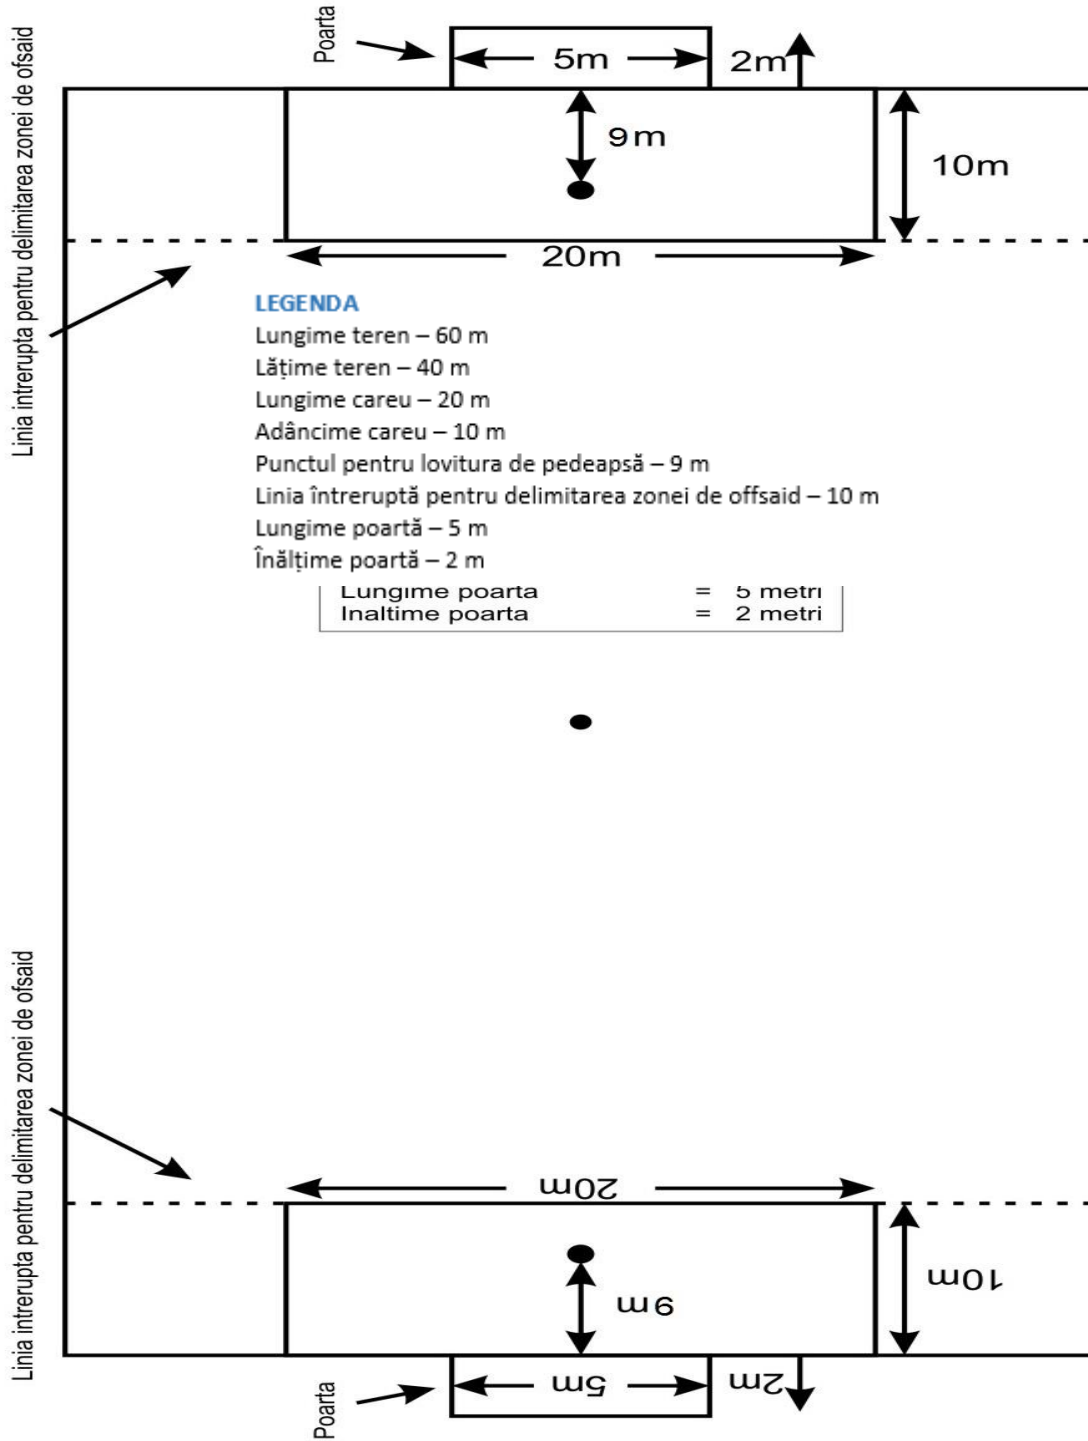 Poarta
5m
2m
9m
10m
20m
Linia intrerupta pentru delimitarea zonei de ofsaid
LEGENDA
Lungime teren – 60 m
Lățime teren – 40 m
Lungime careu – 20 m
Adâncime careu – 10 m
Punctul pentru lovitura de pedeapsă – 9 m
Linia întreruptă pentru delimitarea zonei de offsaid – 10 m
Lungime poartă – 5 m
Înălțime poartă – 2 m
Lungime poarta = 5 metri
Inaltime poarta = 2 metri
Linia intrerupta pentru delimitarea zonei de ofsaid
20m
10m
9m
5m
2m
Poarta